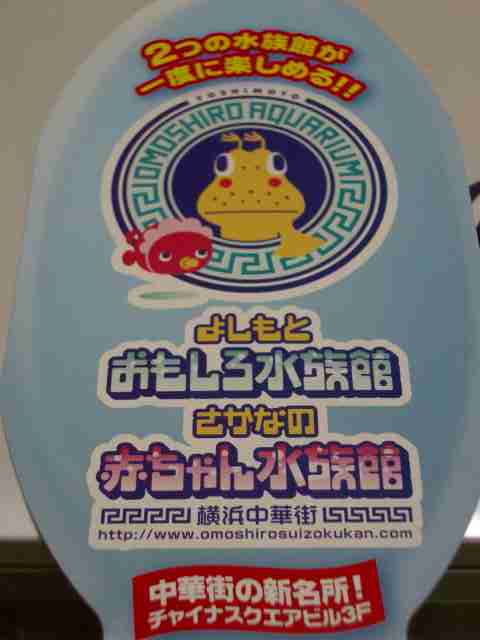 2つの水族館が
一度に楽しめる!!
YOSHIMOTO
OMOSHIRO AQUARIUM
よしもと
おもしろ水族館
さかなの
赤ちゃん水族館
横浜中華街
http://www.omoshirosuizokukan.com
中華街の新名所!
チャイナスクエアビル3F